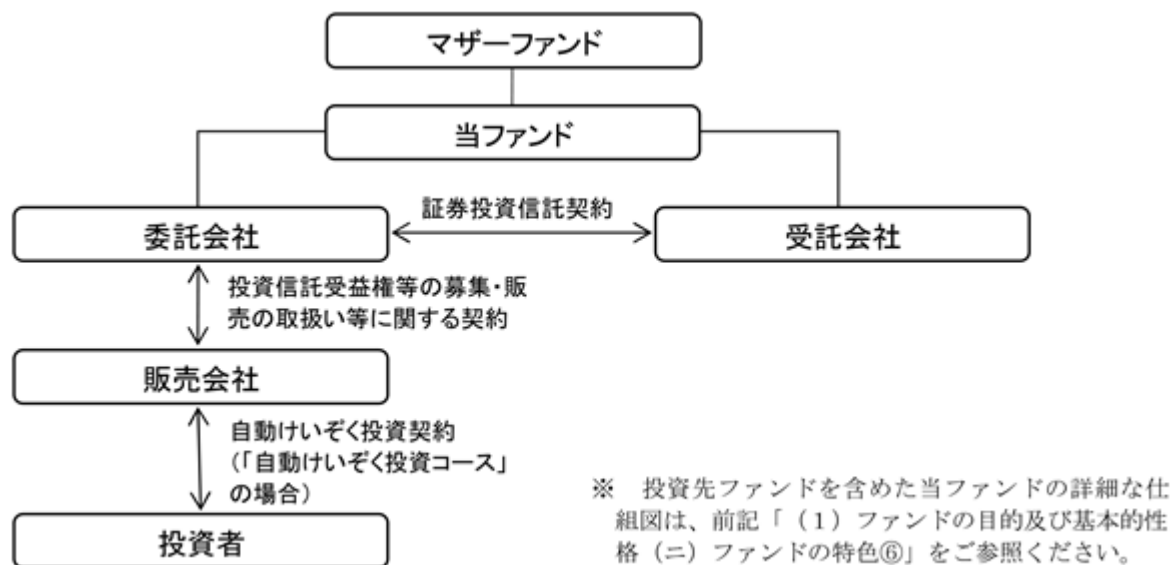 マザーファンド
当ファンド
証券投資信託契約
委託会社
受託会社
投資信託受益権等の募集・販
売の取扱い等に関する契約
販売会社
自動けいぞく投資契約
(「自動けいぞく投資コース」
の場合)
投資者
※ 投資先ファンドを含めた当ファンドの詳細な仕
組図は、前記「(1)ファンドの目的及び基本的性
格(ニ)ファンドの特色⑥」をご参照ください。